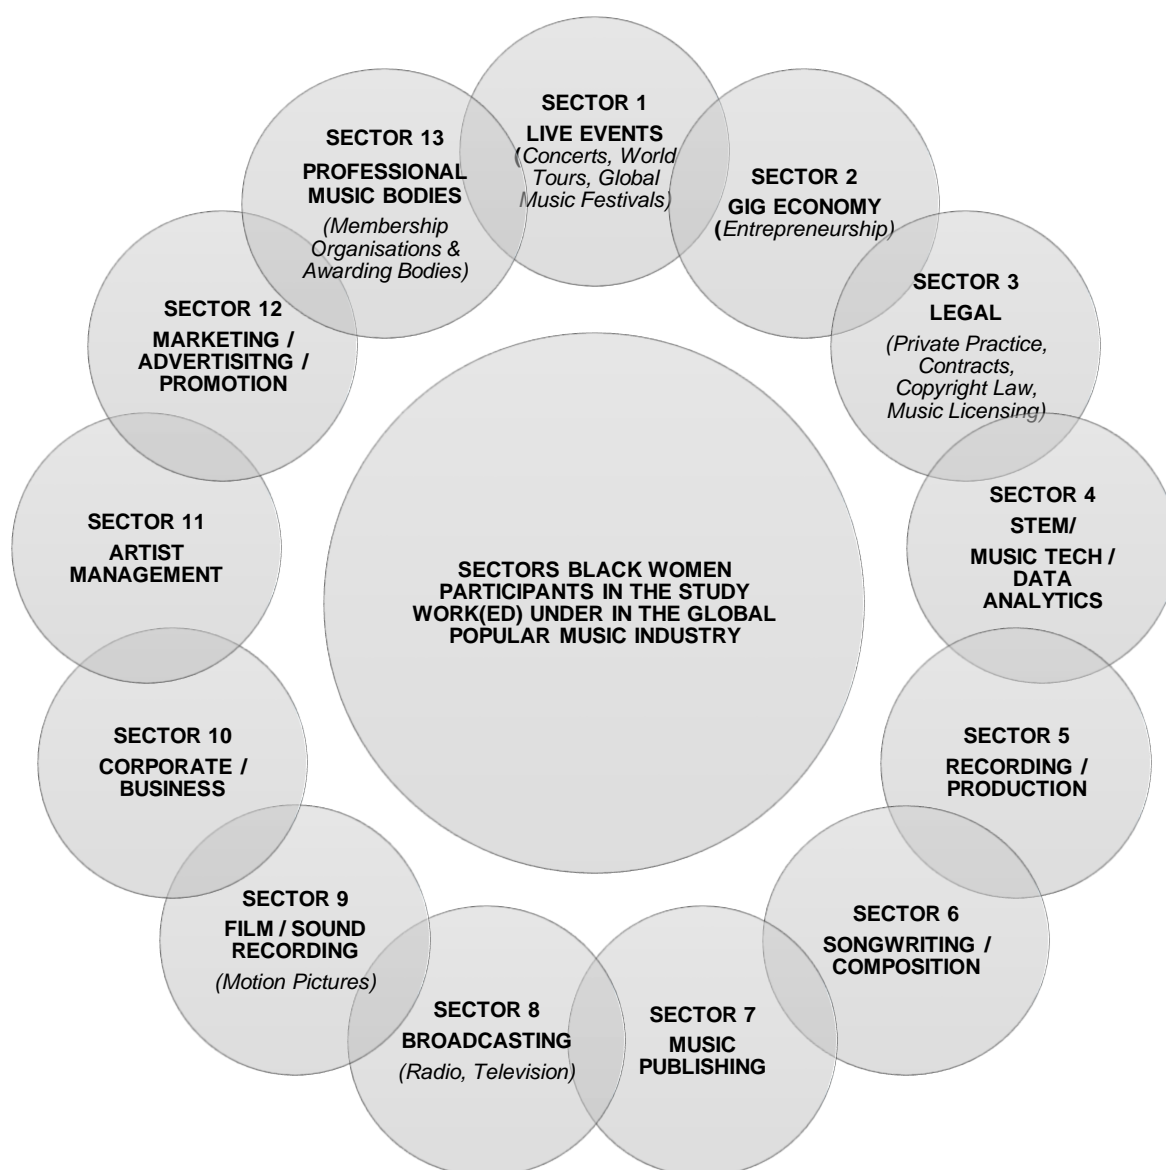 SECTOR 1
LIVE EVENTS
(Concerts, World
Tours, Global
Music Festivals)
SECTOR 2
GIG ECONOMY
(Entrepreneurship)
SECTOR 3
LEGAL
(Private Practice,
Contracts,
Copyright Law,
Music Licensing)
SECTOR 4
STEM/
MUSIC TECH /
DATA
ANALYTICS
SECTOR 5
RECORDING /
PRODUCTION
SECTOR 6
SONGWRITING /
COMPOSITION
SECTOR 7
MUSIC
PUBLISHING
SECTOR 8
BROADCASTING
(Radio, Television)
SECTOR 9
FILM / SOUND
RECORDING
(Motion Pictures)
SECTOR 10
CORPORATE /
BUSINESS
SECTOR 11
ARTIST
MANAGEMENT
SECTOR 12
MARKETING /
ADVERTISITNG /
PROMOTION
SECTOR 13
PROFESSIONAL
MUSIC BODIES
(Membership
Organisations &
Awarding Bodies)
SECTORS BLACK WOMEN
PARTICIPANTS IN THE STUDY
WORK(ED) UNDER IN THE GLOBAL
POPULAR MUSIC INDUSTRY